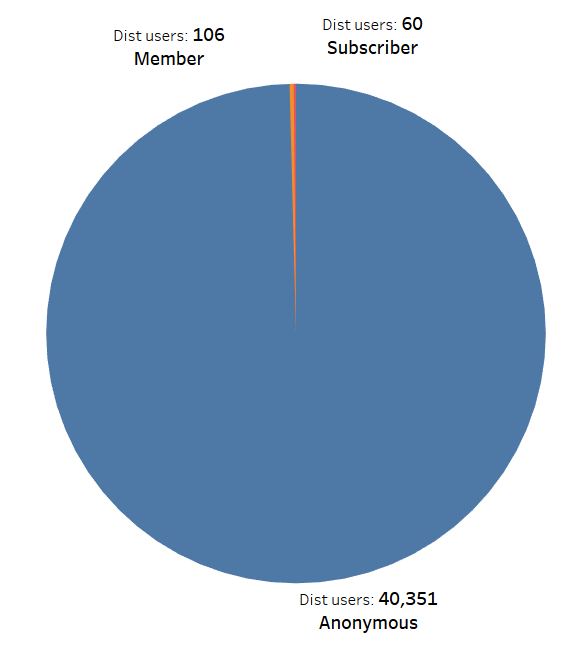 Dist users: 106
Member
Dist users: 60
Subscriber
Dist users: 40,351
Anonymous